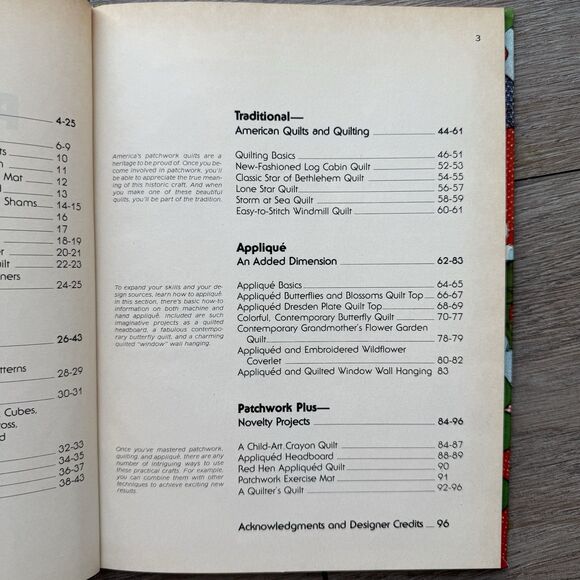 4-25
6-9
ts 10
n 11
Mat 12
d 13
Shams 14-15
16
17
18-19
er 20-21
ilt 22-23
ners
24-25
26-43
tterns
28-29
30-31
Cubes,
oss,
d
32-33
34-35
36-37
38-43
3
Traditional—
American Quilts and Quilting 44-61
America's patchwork quilts are a
heritage to be proud of. Once you be-
come involved in patchwork, you'll
be able to appreciate the true mean-
ing of this historic craft. And when
you make one of these beautiful
quilts, you'll be part of the tradition.
Quilting Basics 46-51
New-Fashioned Log Cabin Quilt 52-53
Classic Star of Bethlehem Quilt 54-55
Lone Star Quilt 56-57
Storm at Sea Quilt 58-59
Easy-to-Stitch Windmill Quilt 60-61
Appliqué
An Added Dimension 62-83
To expand your skills and your de-
sign sources, learn how to appliqué.
In this section, there's basic how-to
information on both machine and
hand appliqué. Included are such
imaginative projects as a quilted
headboard, a fabulous contempo-
rary butterfly quilt, and a charming
quilted "window" wall hanging.
Appliqué Basics 64-65
Appliquéd Butterflies and Blossoms Quilt Top 66-67
Appliquéd Dresden Plate Quilt Top 68-69
Colorful, Contemporary Butterfly Quilt 70-77
Contemporary Grandmother's Flower Garden
Quilt 78-79
Appliquéd and Embroidered Wildflower
Coverlet 80-82
Appliquéd and Quilted Window Wall Hanging 83
Patchwork Plus—
Novelty Projects 84-96
Once you've mastered patchwork,
quilting, and appliqué, there are any
number of intriguing ways to use
these practical crafts. For example,
you can combine them with other
techniques to achieve exciting new
results.
A Child-Art Crayon Quilt 84-87
Appliquéd Headboard 88-89
Red Hen Appliquéd Quilt 90
Patchwork Exercise Mat 91
A Quilter's Quilt 92-96
Acknowledgments and Designer Credits 96